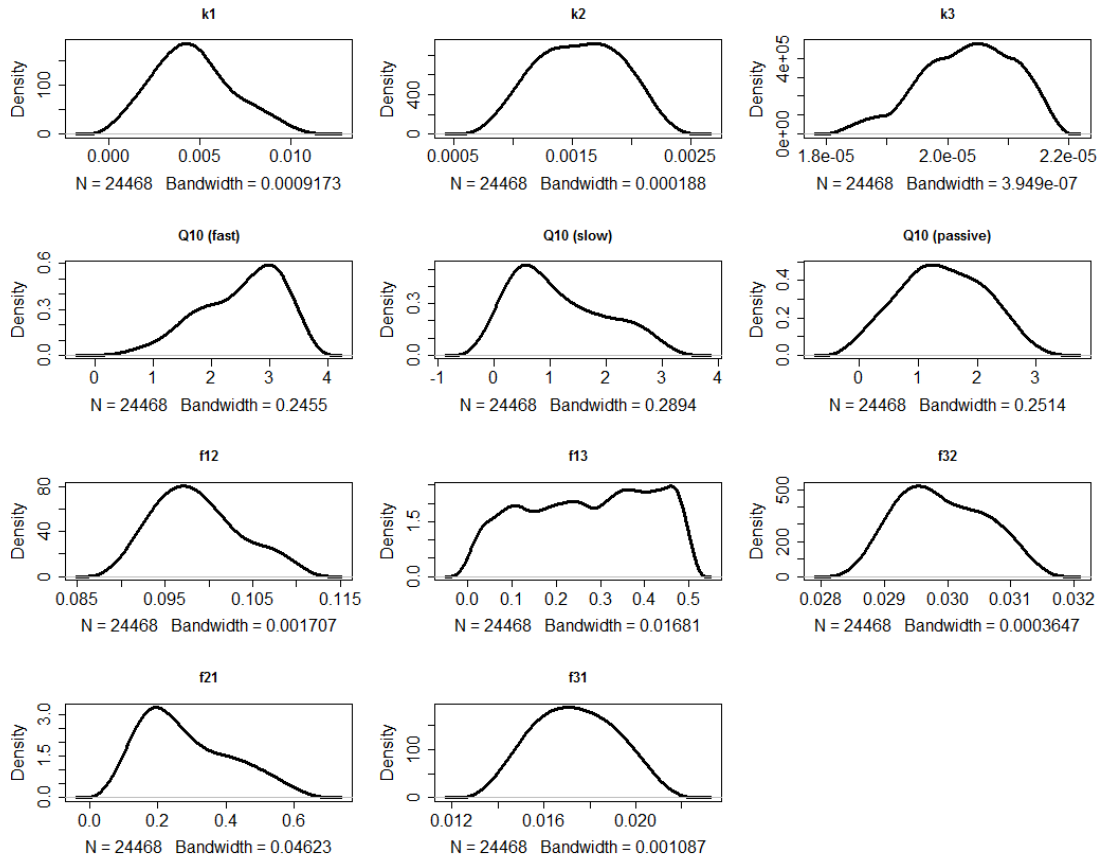 k1 k2 k3
Density 0 100 0.000 0.005 0.010
N = 24468 Bandwidth = 0.0009173
Density 0 400 0.0005 0.0015 0.0025
N = 24468 Bandwidth = 0.000188
Density 0e+00 4e+05 1.8e-05 2.0e-05 2.2e-05
N = 24468 Bandwidth = 3.949e-07
Q10 (fast) Q10 (slow) Q10 (passive)
Density 0.0 0.3 0.6 0 1 2 3 4
N = 24468 Bandwidth = 0.2455
Density 0.0 0.3 -1 0 1 2 3 4
N = 24468 Bandwidth = 0.2894
Density 0.0 0.2 0.4 0 1 2 3
N = 24468 Bandwidth = 0.2514
f12 f13 f32
Density 0 40 80 0.085 0.095 0.105 0.115
N = 24468 Bandwidth = 0.001707
Density 0.0 1.5 0.0 0.1 0.2 0.3 0.4 0.5
N = 24468 Bandwidth = 0.01681
Density 0 200 500 0.028 0.029 0.030 0.031 0.032
N = 24468 Bandwidth = 0.0003647
f21 f31
Density 0.0 1.5 3.0 0.0 0.2 0.4 0.6
N = 24468 Bandwidth = 0.04623
Density 0 100 0.012 0.016 0.020
N = 24468 Bandwidth = 0.001087